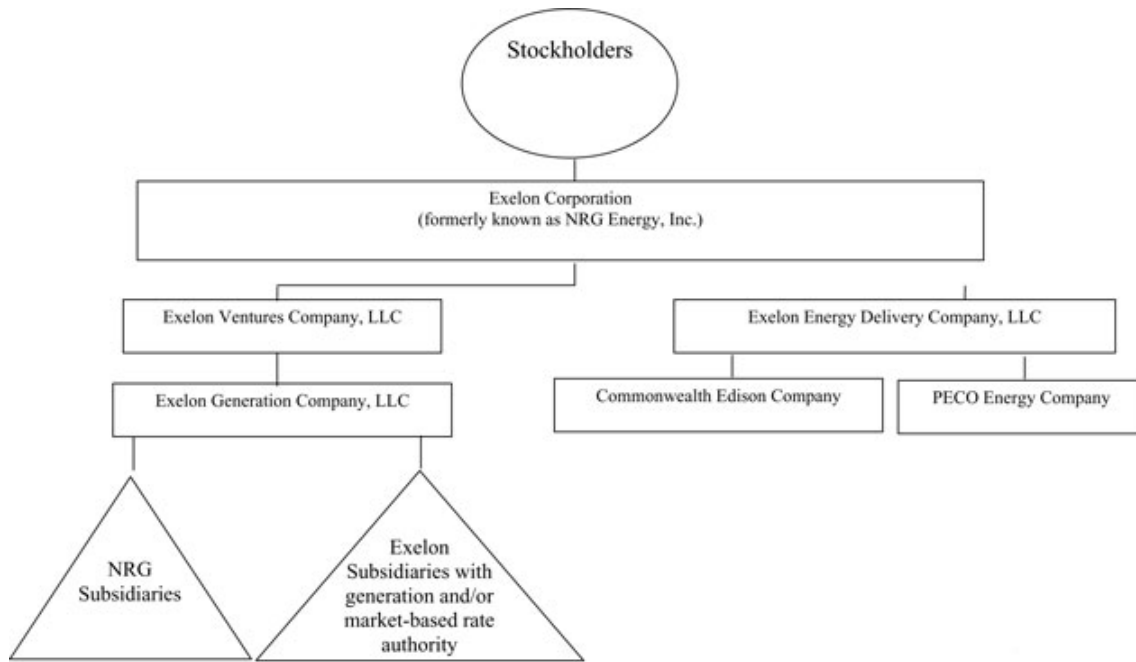 Stockholders
Exelon Corporation
(formerly known as NRG Energy, Inc.)
Exelon Ventures Company, LLC
Exelon Energy Delivery Company, LLC
Exelon Generation Company, LLC
Commonwealth Edison Company
PECO Energy Company
NRG
Subsidiaries
Exelon
Subsidiaries with
generation and/or
market-based rate
authority